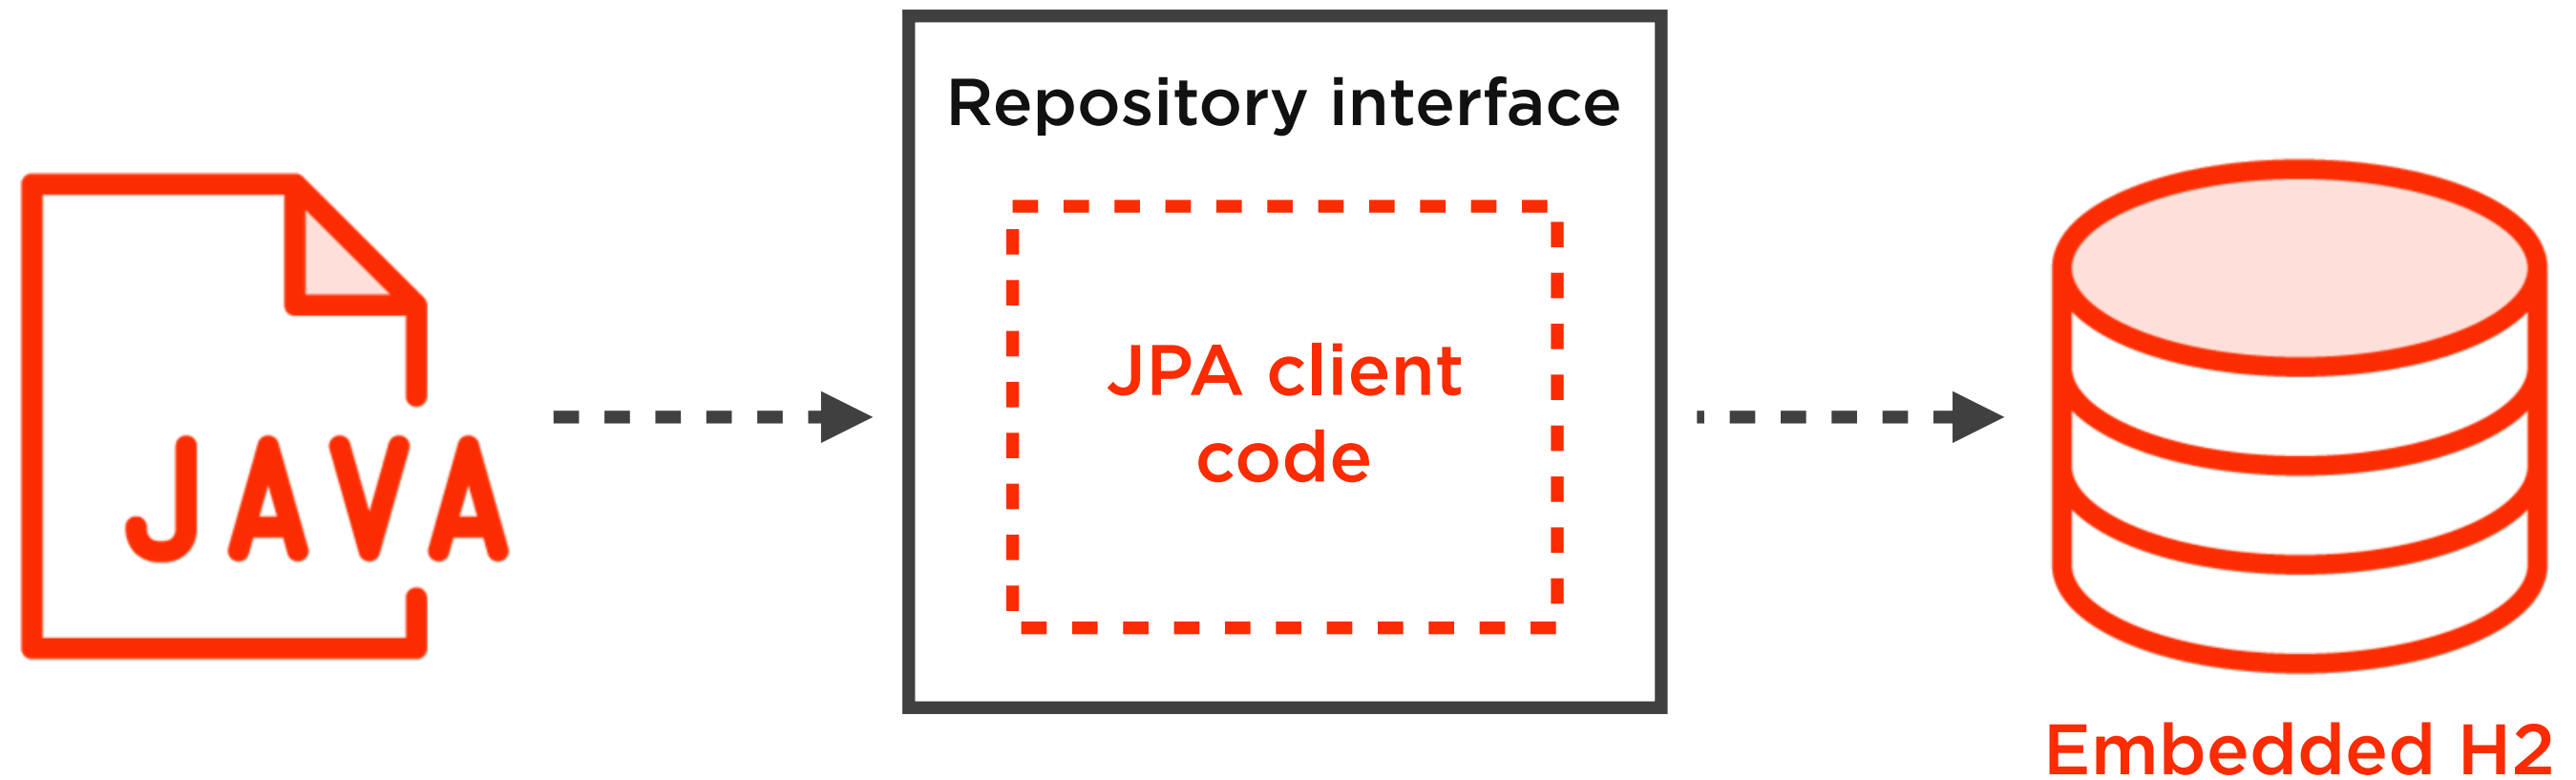 Repository interface
JAVA
JPA client
code
Embedded H2